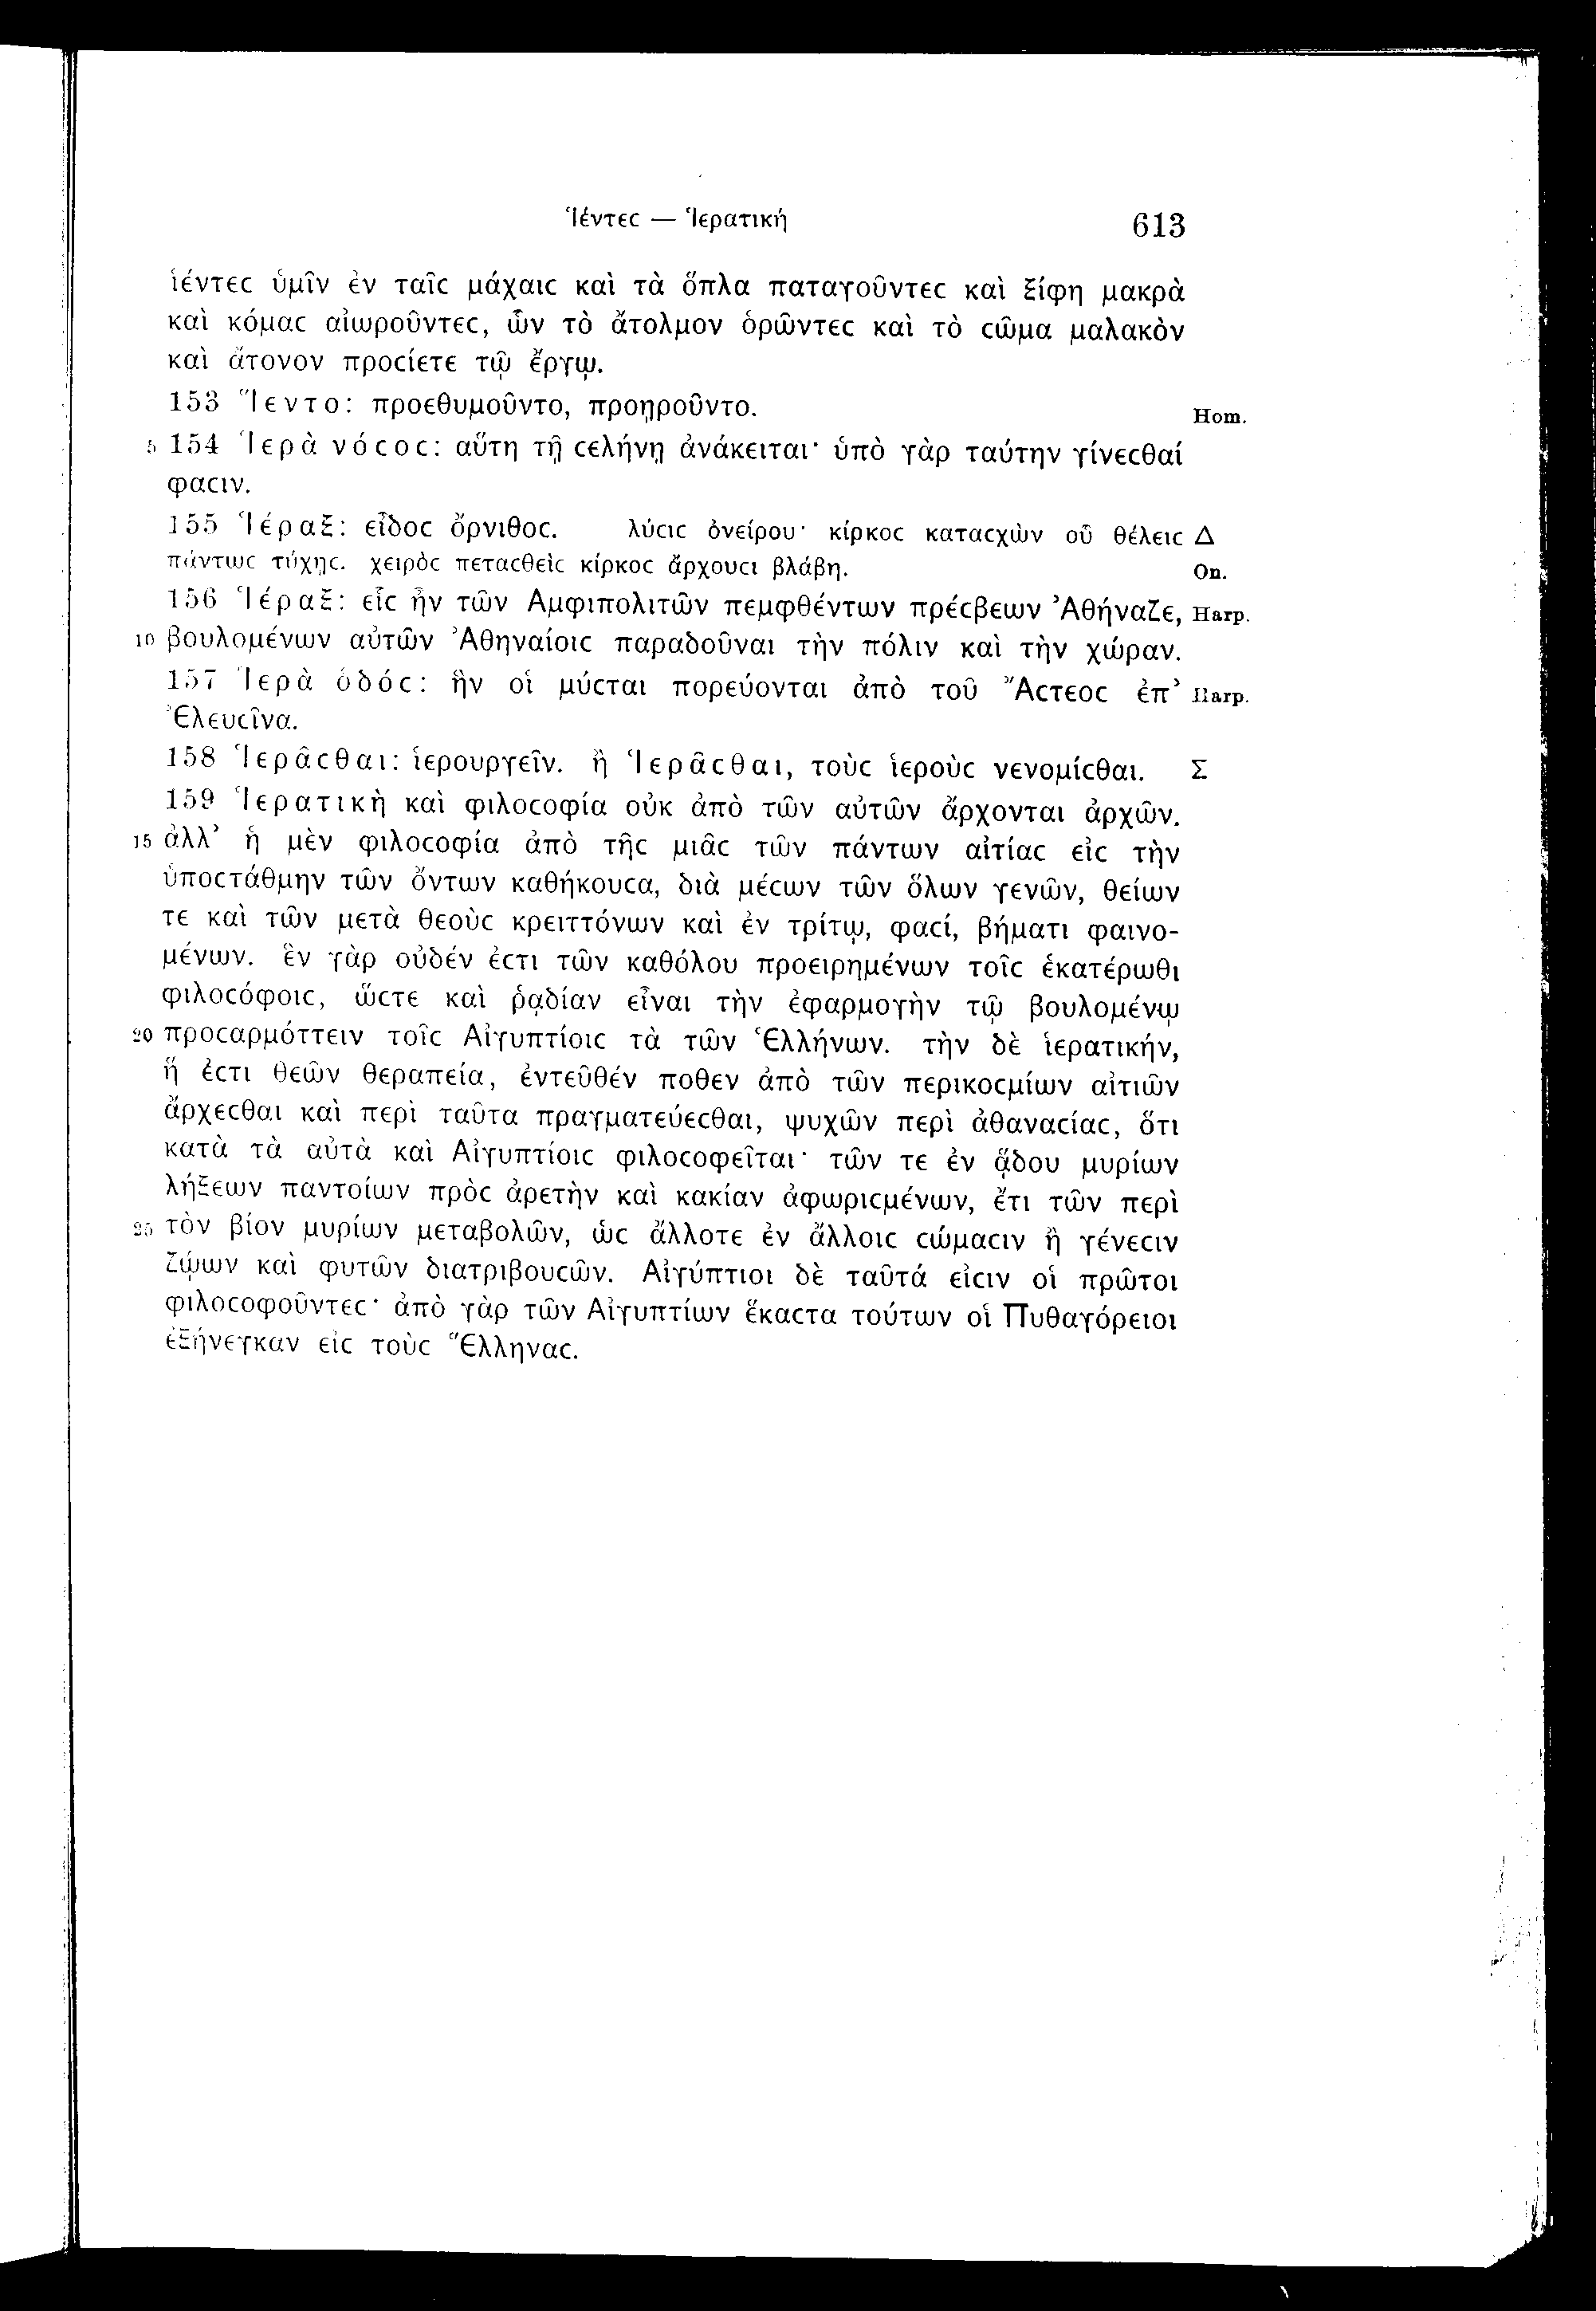 Ἱέντεϲ — Ἱερατική 613
ἱέντεϲ ὑμῖν ἐν ταῖϲ μάχαιϲ καὶ τὰ ὅπλα παταγοῦντεϲ καὶ ξίφη μακρὰ
καὶ κόμαϲ αἰωροῦντεϲ, ὧν τὸ ἄτολμον ὁρῶντεϲ καὶ τὸ ϲῶμα μαλακὸν
καὶ ἄτονον προϲίετε τῷ ἔργῳ.
153 Ἵεντο: προεθυμοῦντο, προῃροῦντο. Hom.
5 154 Ἱερὰ νόϲοϲ: αὕτη τῇ ϲελήνῃ ἀνάκειται· ὑπὸ γὰρ ταύτην γίνεϲθαί
φαϲιν.
155 Ἱέραξ: εἶδοϲ ὄρνιθοϲ. λύϲιϲ ὀνείρου· κίρκοϲ καταϲχὼν οὗ θέλειϲ Δ
πάντωϲ τύχῃϲ. χειρὸϲ πεταϲθεὶϲ κίρκοϲ ἄρχουϲι βλάβη. On.
156 Ἱέραξ: εἷϲ ἦν τῶν Αμφιπολιτῶν πεμφθέντων πρέϲβεων Ἀθήναζε, Harp.
10 βουλομένων αὐτῶν Ἀθηναίοιϲ παραδοῦναι τὴν πόλιν καὶ τὴν χώραν.
157 Ἱερὰ ὁδόϲ: ἣν οἱ μύϲται πορεύονται ἀπὸ τοῦ Ἄϲτεοϲ ἐπ’ Harp.
Ἐλευϲῖνα.
158 Ἱερᾶϲθαι: ἱερουργεῖν. ἢ Ἱερᾶϲθαι, τοὺϲ ἱεροὺϲ νενομίϲθαι. Σ
159 Ἱερατικὴ καὶ φιλοϲοφία οὐκ ἀπὸ τῶν αὐτῶν ἄρχονται ἀρχῶν.
15 ἀλλ’ ἡ μὲν φιλοϲοφία ἀπὸ τῆϲ μιᾶϲ τῶν πάντων αἰτίαϲ εἰϲ τὴν
ὑποϲτάθμην τῶν ὄντων καθήκουϲα, διὰ μέϲων τῶν ὅλων γενῶν, θείων
τε καὶ τῶν μετὰ θεοὺϲ κρειττόνων καὶ ἐν τρίτῳ, φαϲί, βήματι φαινο-
μένων. ἓν γὰρ οὐδέν ἐϲτι τῶν καθόλου προειρημένων τοῖϲ ἑκατέρωθι
φιλοϲόφοιϲ, ὥϲτε καὶ ῥᾳδίαν εἶναι τὴν ἐφαρμογὴν τῷ βουλομένῳ
20 προϲαρμόττειν τοῖϲ Αἰγυπτίοιϲ τὰ τῶν Ἑλλήνων. τὴν δὲ ἱερατικήν,
ἥ ἐϲτι θεῶν θεραπεία, ἐντεῦθέν ποθεν ἀπὸ τῶν περικοϲμίων αἰτιῶν
ἄρχεϲθαι καὶ περὶ ταῦτα πραγματεύεϲθαι, ψυχῶν περὶ ἀθαναϲίαϲ, ὅτι
κατὰ τὰ αὐτὰ καὶ Αἰγυπτίοιϲ φιλοϲοφεῖται· τῶν τε ἐν ᾅδου μυρίων
λήξεων παντοίων πρὸϲ ἀρετὴν καὶ κακίαν ἀφωριϲμένων, ἔτι τῶν περὶ
25 τὸν βίον μυρίων μεταβολῶν, ὡϲ ἄλλοτε ἐν ἄλλοιϲ ϲώμαϲιν ἢ γένεϲιν
ζῴων καὶ φυτῶν διατριβουϲῶν. Αἰγύπτιοι δὲ ταῦτά εἰϲιν οἱ πρῶτοι
φιλοϲοφοῦντεϲ· ἀπὸ γὰρ τῶν Αἰγυπτίων ἕκαϲτα τούτων οἱ Πυθαγόρειοι
ἐξήνεγκαν εἰϲ τοὺϲ Ἕλληναϲ.